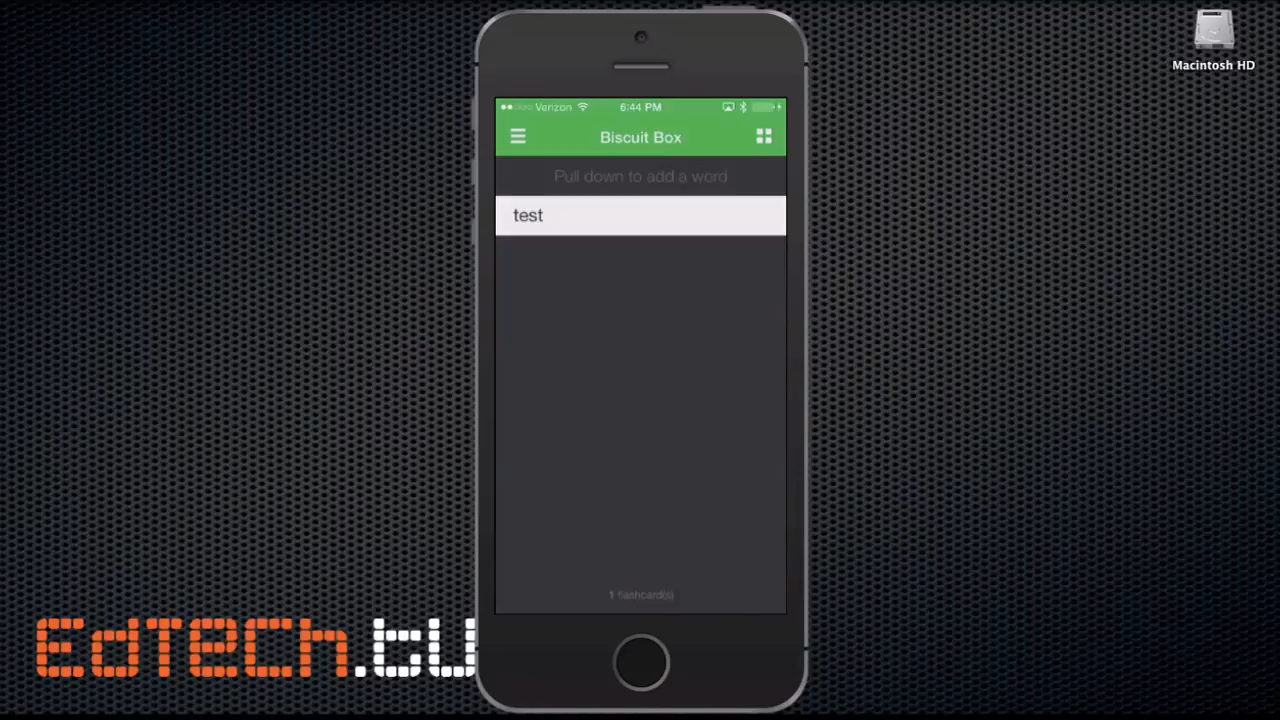 Macintosh HD
Verizon 6:44 PM
Biscuit Box
Pull down to add a word
test
1 flashcard(s)
EdTech.tv